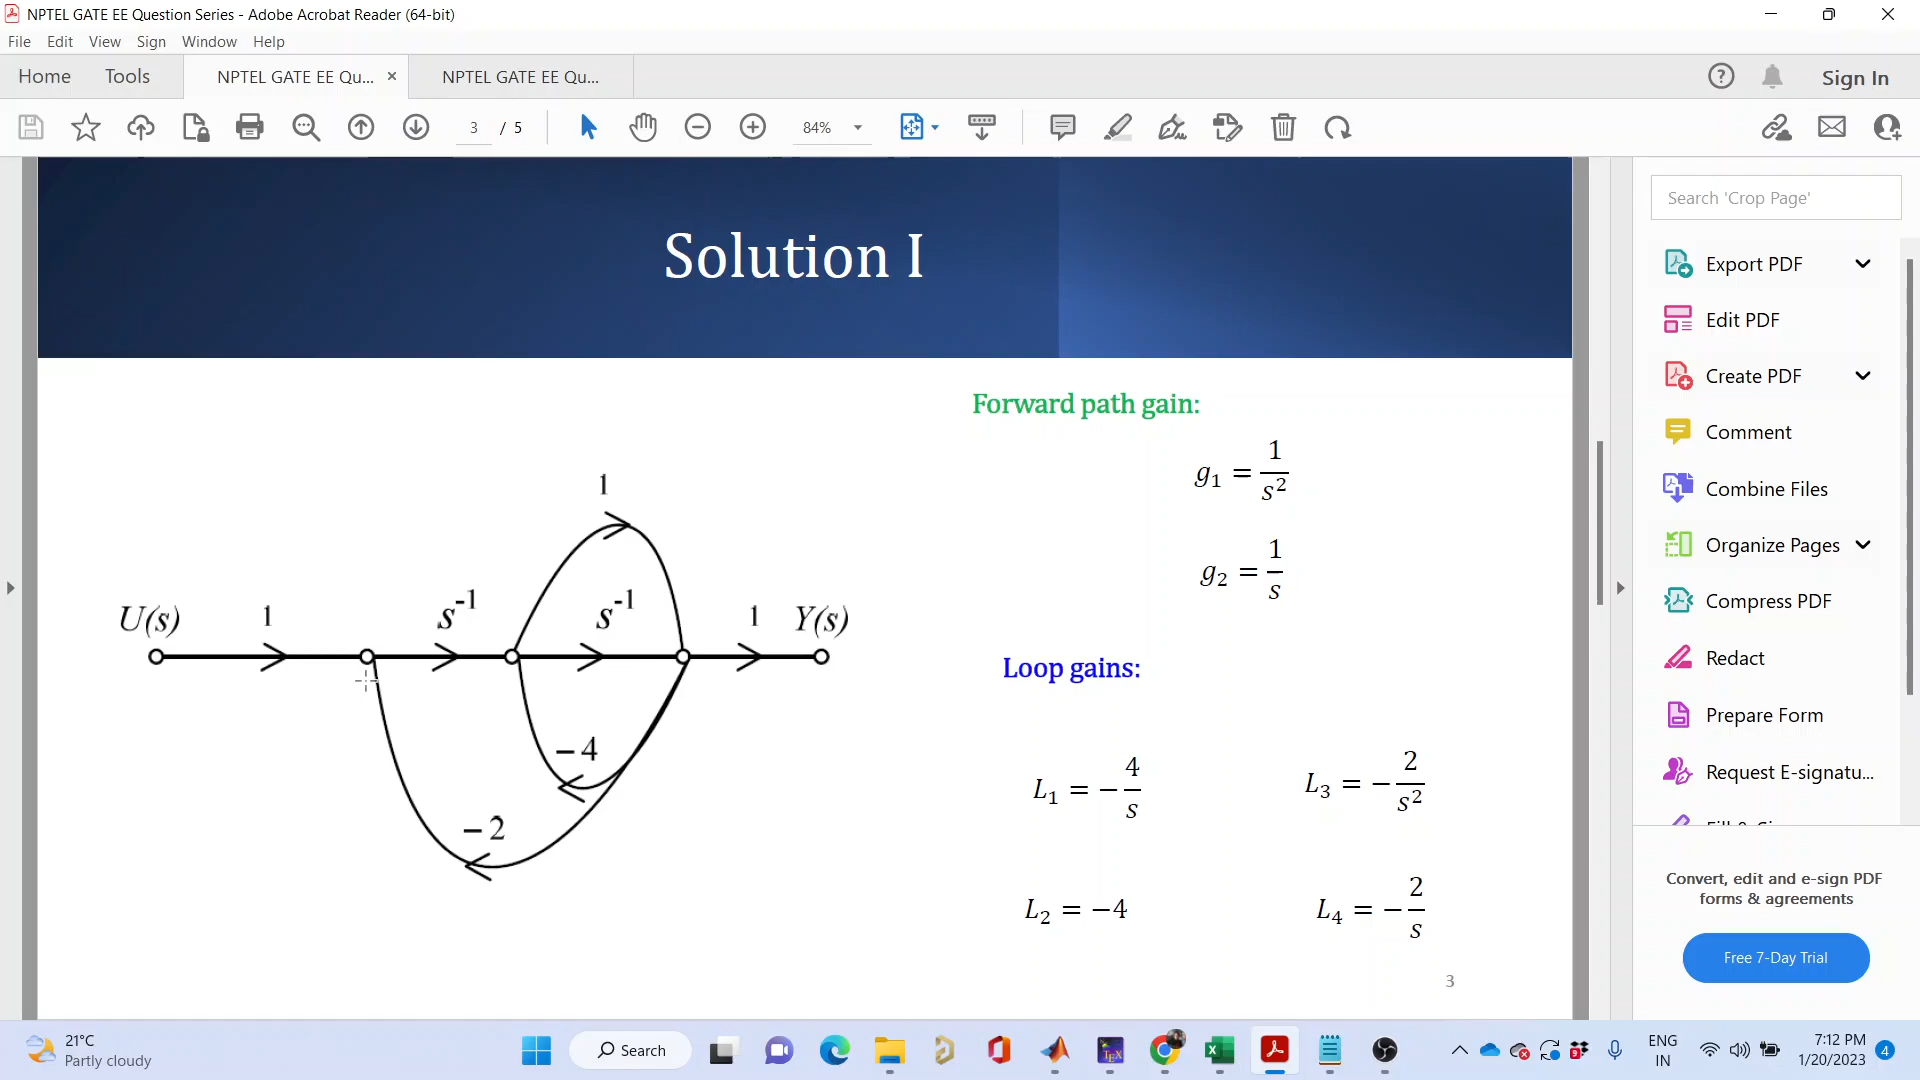 NPTEL GATE EE Question Series - Adobe Acrobat Reader (64-bit)
File Edit View Sign Window Help
Home Tools NPTEL GATE EE Qu... × NPTEL GATE EE Qu... Sign In
3 / 5 84%
Solution I
Search 'Crop Page'
Export PDF
Edit PDF
Create PDF
Comment
Combine Files
Organize Pages
Compress PDF
Redact
Prepare Form
Request E-signatu...
Convert, edit and e-sign PDF
forms & agreements
Free 7-Day Trial
Forward path gain:
g₁ = 1/s²
g₂ = 1/s
1
U(s) 1 s⁻¹ s⁻¹ 1 Y(s)
−4
−2
Loop gains:
L₁ = −4/s L₃ = −2/s²
L₂ = −4 L₄ = −2/s
3
21°C
Partly cloudy
Search
ENG
IN
7:12 PM
1/20/2023
4